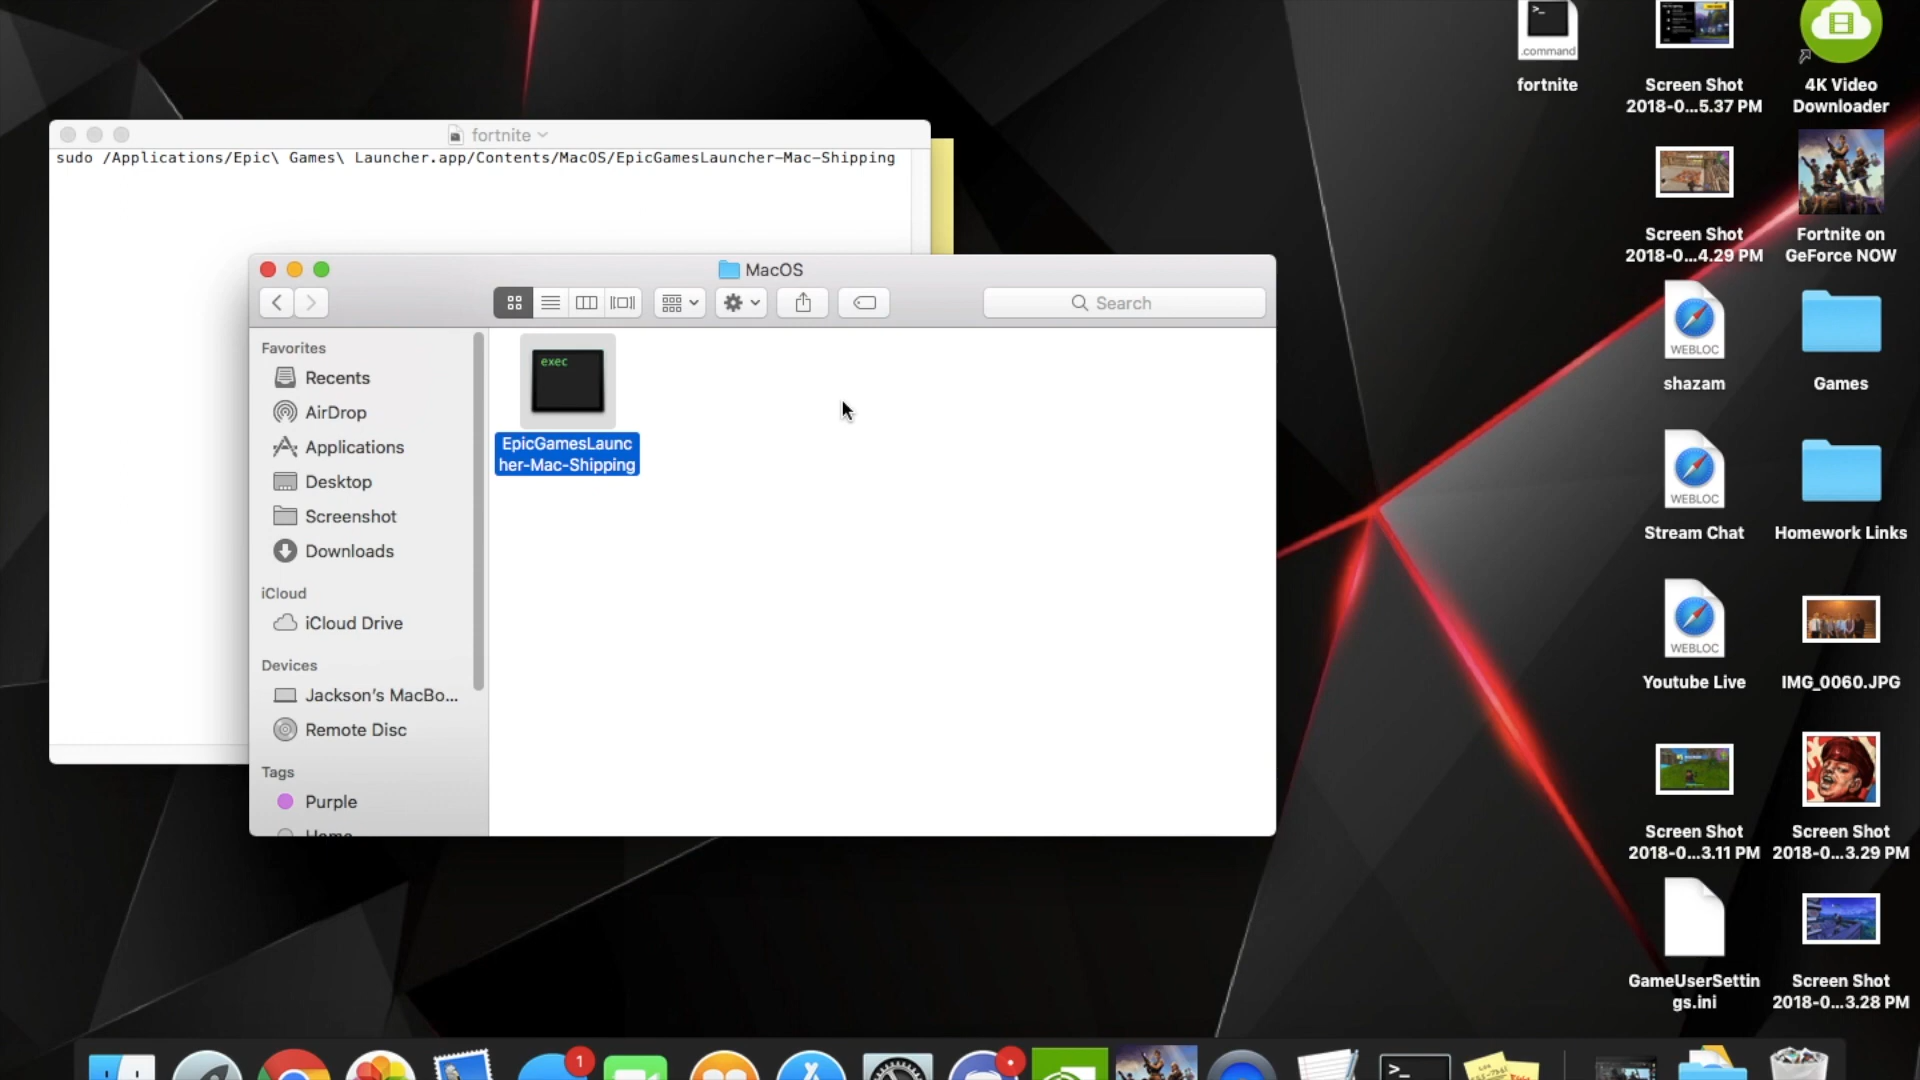 fortnite
sudo /Applications/Epic\ Games\ Launcher.app/Contents/MacOS/EpicGamesLauncher-Mac-Shipping
MacOS
Search
Favorites
Recents
AirDrop
Applications
Desktop
Screenshot
Downloads
iCloud
iCloud Drive
Devices
Jackson's MacBo...
Remote Disc
Tags
Purple
Home
exec
EpicGamesLaunc
her-Mac-Shipping
>_
.command
fortnite
Screen Shot
2018-0...5.37 PM
4K Video
Downloader
Screen Shot
2018-0...4.29 PM
Fortnite on
GeForce NOW
WEBLOC
shazam
Games
WEBLOC
Stream Chat
Homework Links
WEBLOC
Youtube Live
IMG_0060.JPG
Screen Shot
2018-0...3.11 PM
Screen Shot
2018-0...3.29 PM
GameUserSettin
gs.ini
Screen Shot
2018-0...3.28 PM
1
>_